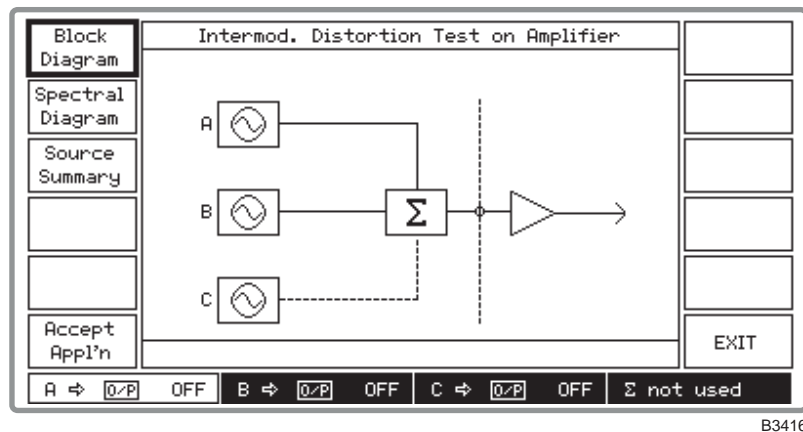 Block
Diagram
Intermod. Distortion Test on Amplifier
Spectral
Diagram
Source
Summary
A
B
Σ
C
Accept
Appl'n
EXIT
A ⇨ O/P OFF
B ⇨ O/P OFF
C ⇨ O/P OFF
Σ not used
B3416